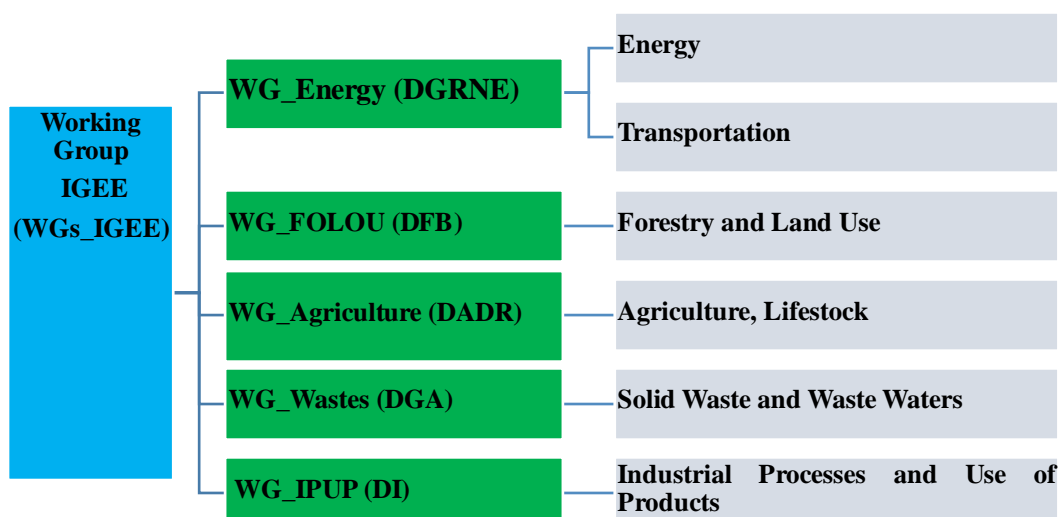 Working
Group
IGEE
(WGs_IGEE)
WG_Energy (DGRNE)
Energy
Transportation
WG_FOLOU (DFB)
Forestry and Land Use
WG_Agriculture (DADR)
Agriculture, Lifestock
WG_Wastes (DGA)
Solid Waste and Waste Waters
WG_IPUP (DI)
Industrial Processes and Use of
Products